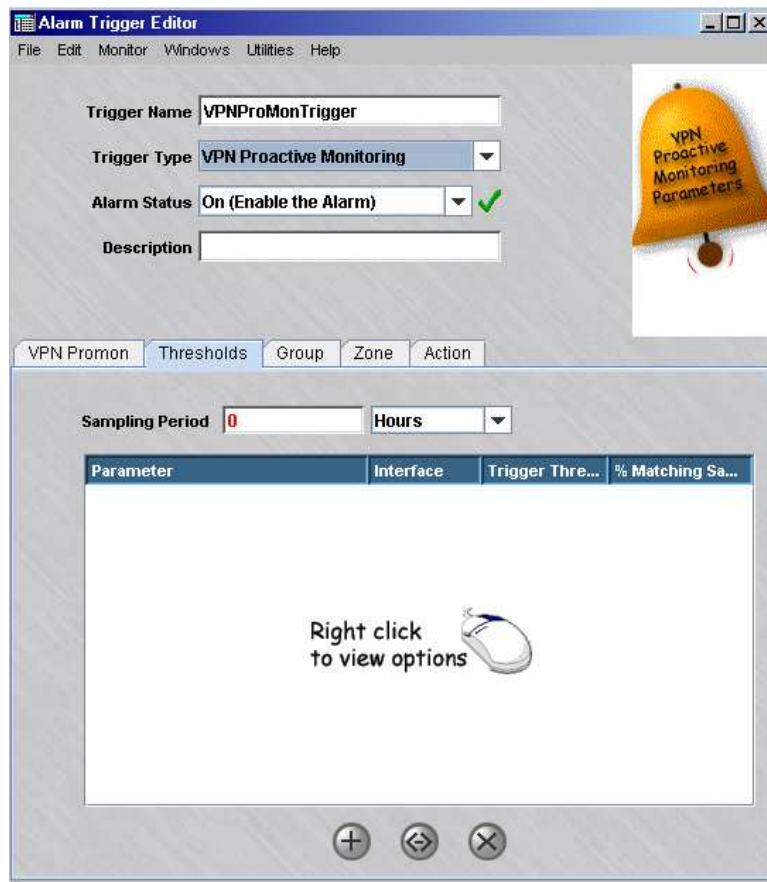 Alarm Trigger Editor
File Edit Monitor Windows Utilities Help
Trigger Name VPNProMonTrigger
Trigger Type VPN Proactive Monitoring
Alarm Status On (Enable the Alarm)
Description
VPN
Proactive
Monitoring
Parameters
VPN Promon Thresholds Group Zone Action
Sampling Period 0 Hours
Parameter Interface Trigger Thre... % Matching Sa...
Right click
to view options